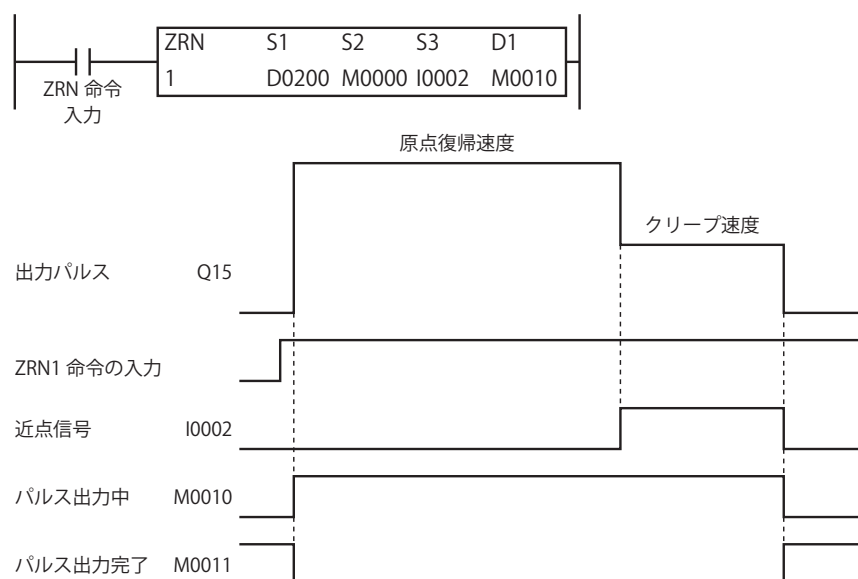 ZRN S1 S2 S3 D1
1 D0200 M0000 I0002 M0010
ZRN 命令
入力
原点復帰速度
クリープ速度
出力パルス Q15
ZRN1 命令の入力
近点信号 I0002
パルス出力中 M0010
パルス出力完了 M0011